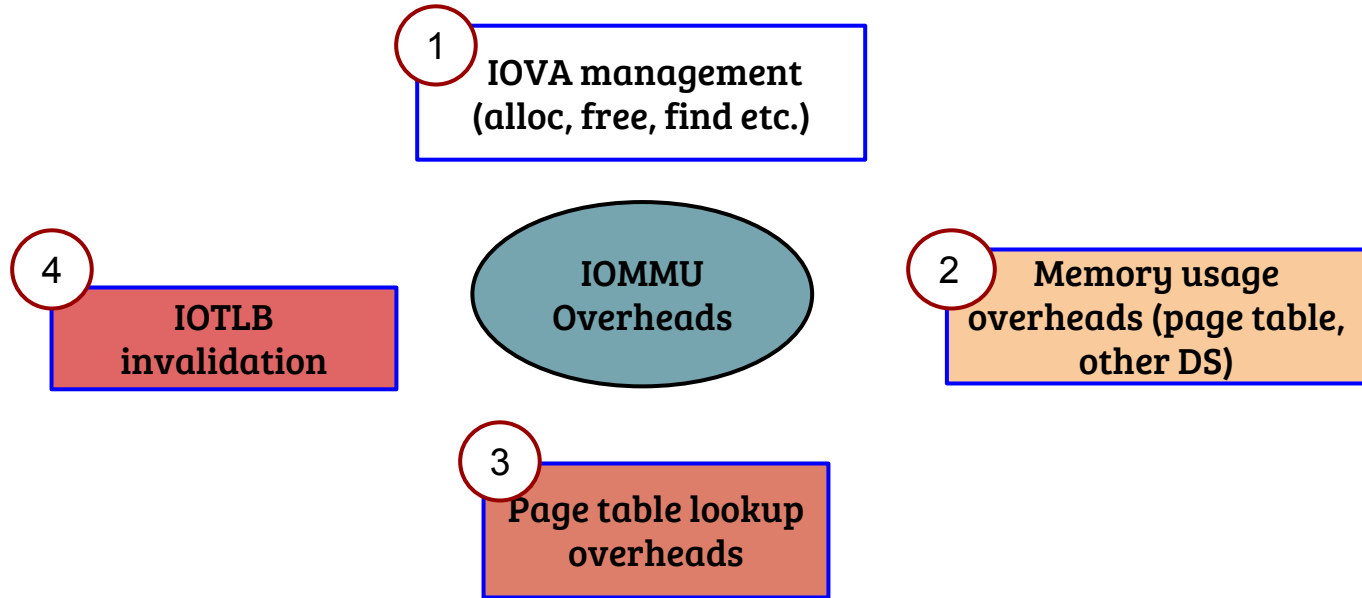 1
IOVA management
(alloc, free, find etc.)
4
IOTLB
invalidation
IOMMU
Overheads
2
Memory usage
overheads (page table,
other DS)
3
Page table lookup
overheads